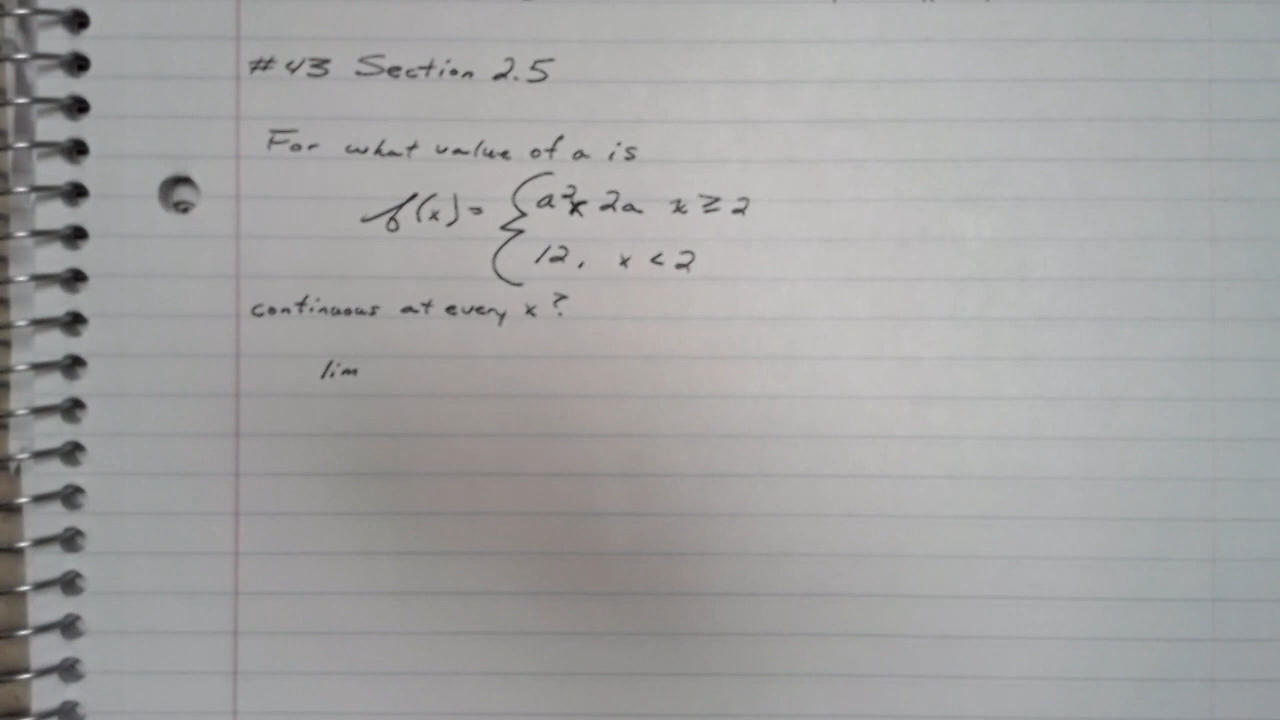 #43 Section 2.5
For what value of a is
f(x) = { a²x 2a x ≥ 2
12, x < 2
continuous at every x?
lim